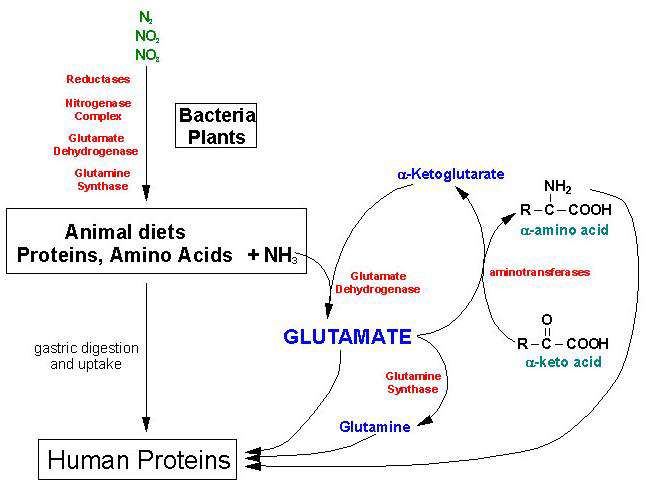 N₂
NO₂
NO₃
Reductases
Nitrogenase
Complex
Glutamate
Dehydrogenase
Glutamine
Synthase
Bacteria
Plants
Animal diets
Proteins, Amino Acids + NH₃
gastric digestion
and uptake
Human Proteins
α-Ketoglutarate
Glutamate
Dehydrogenase
GLUTAMATE
Glutamine
Synthase
Glutamine
NH₂
R–C–COOH
α-amino acid
aminotransferases
O
R–C–COOH
α-keto acid